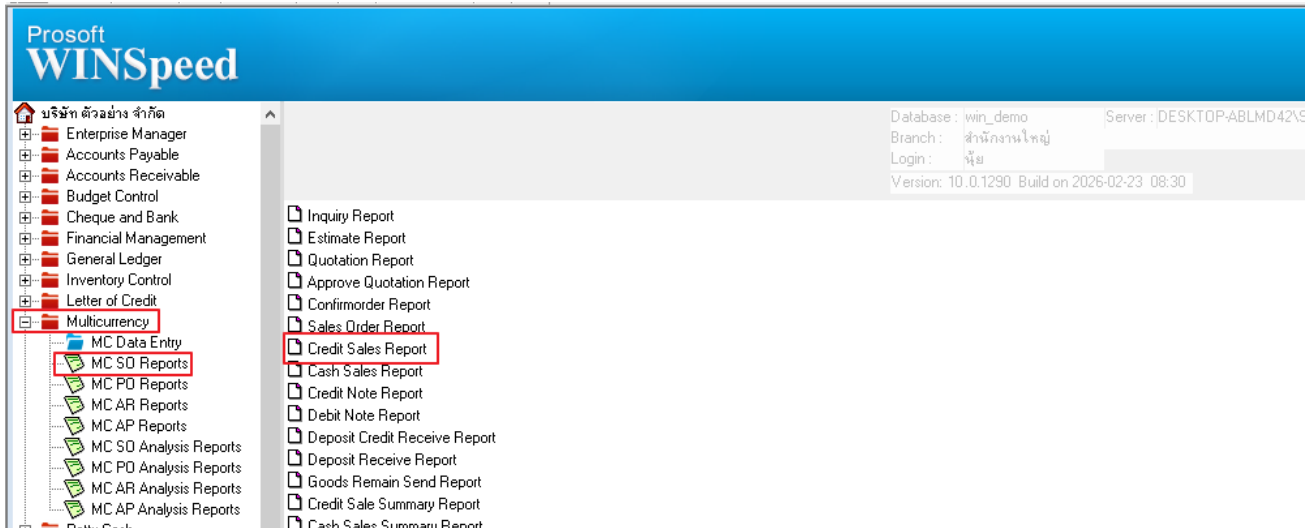 Prosoft
WINSpeed
บริษัท ตัวอย่าง จำกัด
Enterprise Manager
Accounts Payable
Accounts Receivable
Budget Control
Cheque and Bank
Financial Management
General Ledger
Inventory Control
Letter of Credit
Multicurrency
MC Data Entry
MC SO Reports
MC PO Reports
MC AR Reports
MC AP Reports
MC SO Analysis Reports
MC PO Analysis Reports
MC AR Analysis Reports
MC AP Analysis Reports
Petty Cash
Database : win_demo Server : DESKTOP-ABLMD42\S
Branch : สำนักงานใหญ่
Login : นุ้ย
Version: 10.0.1290 Build on 2026-02-23 08:30
Inquiry Report
Estimate Report
Quotation Report
Approve Quotation Report
Confirmorder Report
Sales Order Report
Credit Sales Report
Cash Sales Report
Credit Note Report
Debit Note Report
Deposit Credit Receive Report
Deposit Receive Report
Goods Remain Send Report
Credit Sale Summary Report
Cash Sales Summary Report